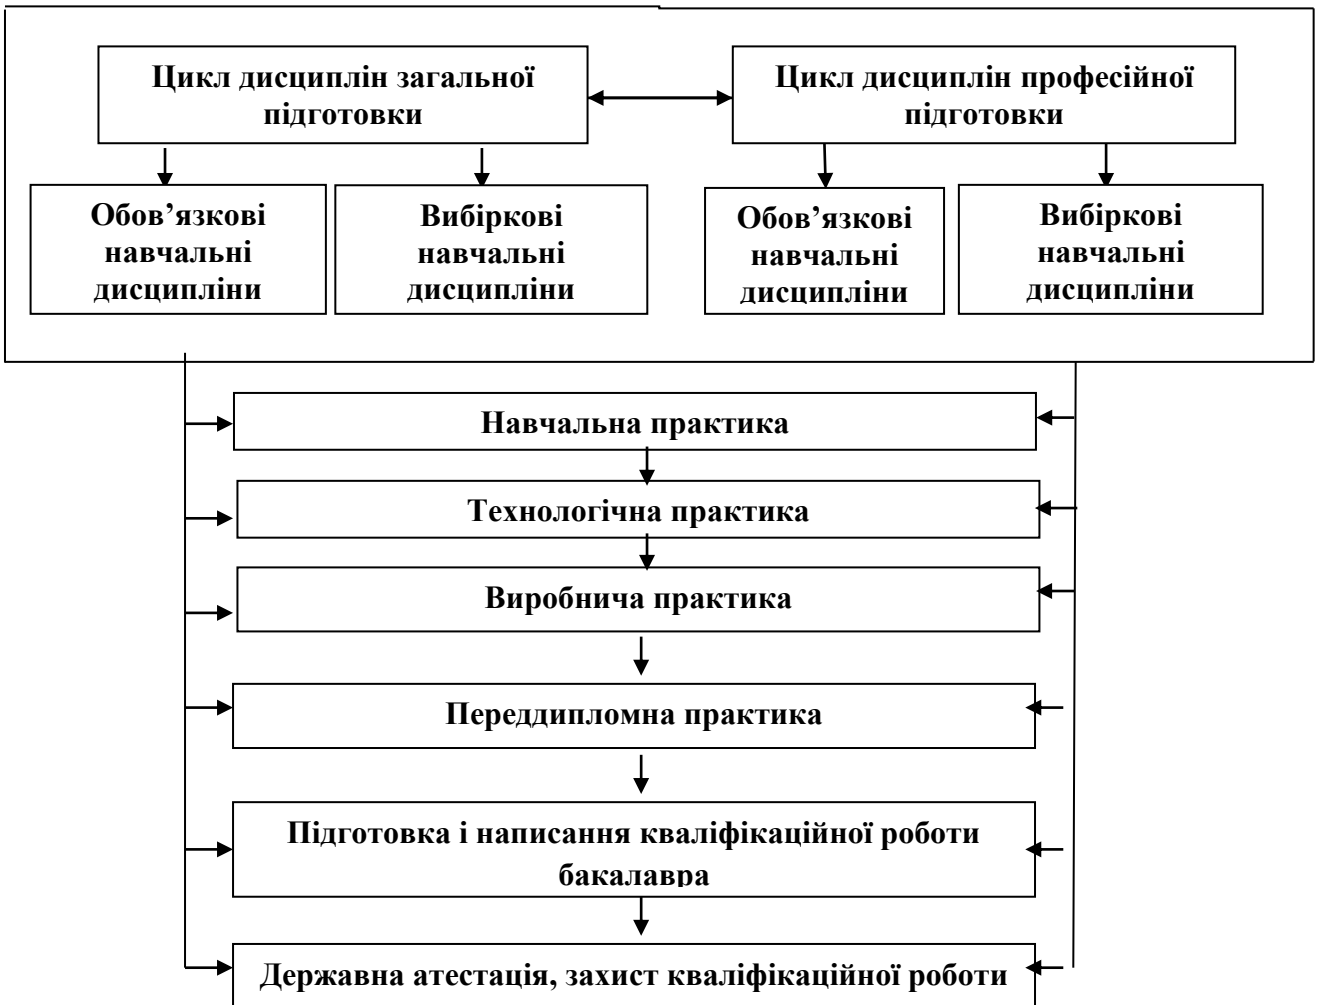 Цикл дисциплін загальної
підготовки
Цикл дисциплін професійної
підготовки
Обов’язкові
навчальні
дисципліни
Вибіркові
навчальні
дисципліни
Обов’язкові
навчальні
дисципліни
Вибіркові
навчальні
дисципліни
Навчальна практика
Технологічна практика
Виробнича практика
Переддипломна практика
Підготовка і написання кваліфікаційної роботи
бакалавра
Державна атестація, захист кваліфікаційної роботи